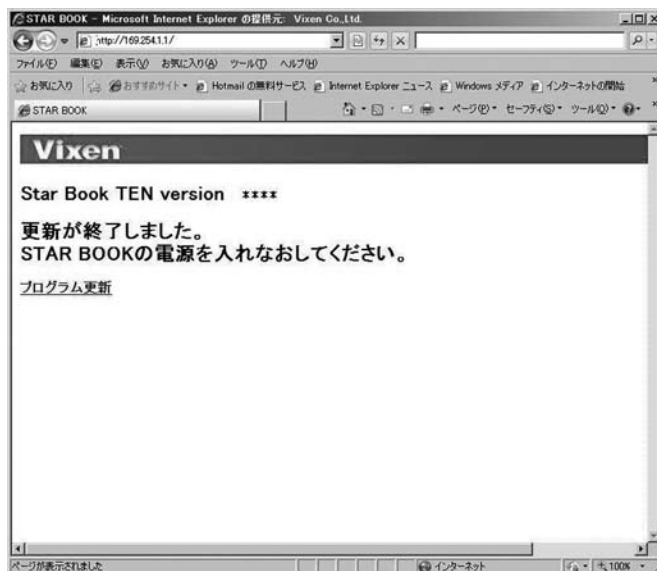 STAR BOOK - Microsoft Internet Explorer の提供元: Vixen Co.,Ltd.
http://169.254.1.1/
ファイル(F) 編集(E) 表示(V) お気に入り(A) ツール(T) ヘルプ(H)
お気に入り おすすめサイト Hotmail の無料サービス Internet Explorer ニュース Windows メディア インターネットの開始
STAR BOOK ページ(P) セーフティ(S) ツール(O)
Vixen
Star Book TEN version ****
更新が終了しました。
STAR BOOKの電源を入れなおしてください。
プログラム更新
ページが表示されました インターネット 100%